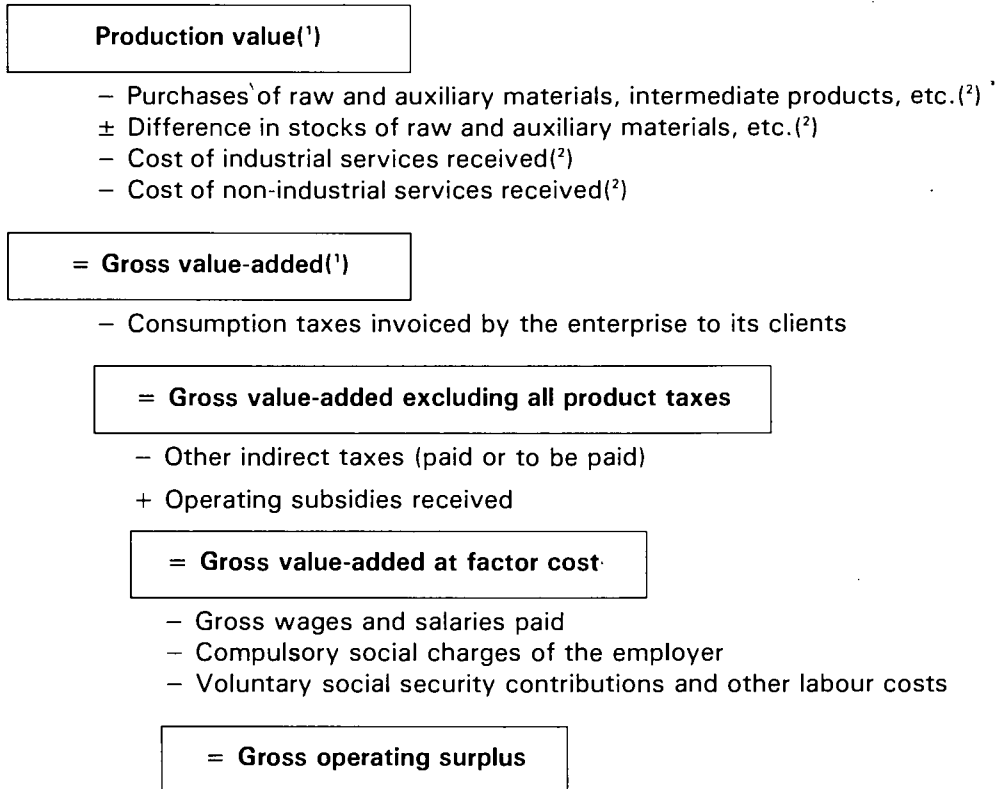 Production value(¹)
− Purchases of raw and auxiliary materials, intermediate products, etc.(²)
± Difference in stocks of raw and auxiliary materials, etc.(²)
− Cost of industrial services received(²)
− Cost of non-industrial services received(²)
= Gross value-added(¹)
− Consumption taxes invoiced by the enterprise to its clients
= Gross value-added excluding all product taxes
− Other indirect taxes (paid or to be paid)
+ Operating subsidies received
= Gross value-added at factor cost
− Gross wages and salaries paid
− Compulsory social charges of the employer
− Voluntary social security contributions and other labour costs
= Gross operating surplus